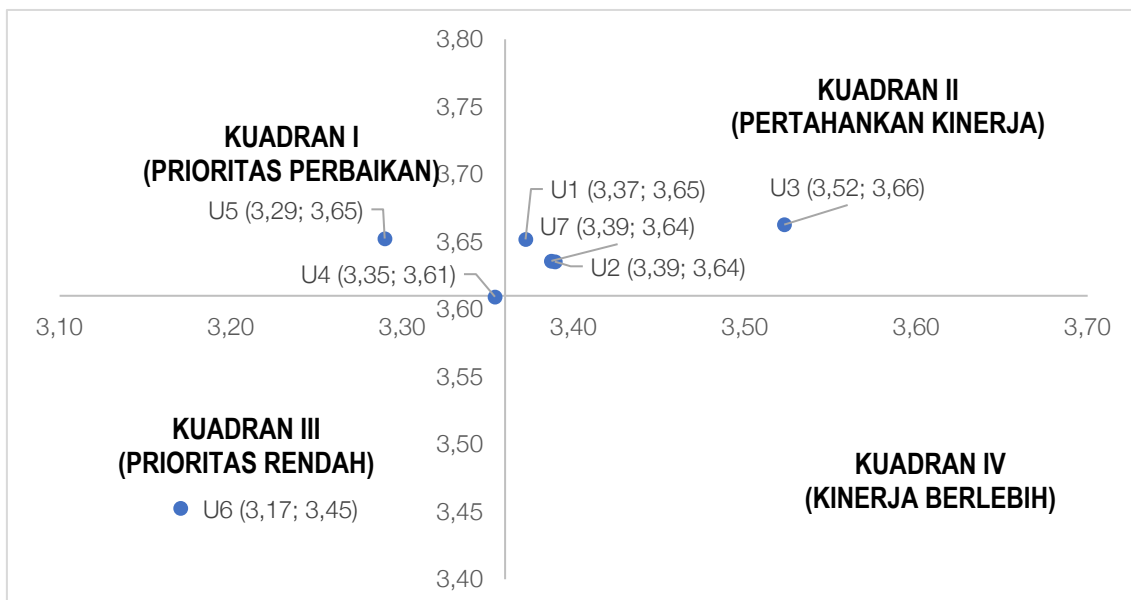 3,80
3,75
KUADRAN II
(PERTAHANKAN KINERJA)
KUADRAN I
(PRIORITAS PERBAIKAN)
3,70
U1 (3,37; 3,65)
U3 (3,52; 3,66)
U5 (3,29; 3,65)
U7 (3,39; 3,64)
3,65
U4 (3,35; 3,61)
U2 (3,39; 3,64)
3,60
3,10 3,20 3,30 3,40 3,50 3,60 3,70
3,55
KUADRAN III
(PRIORITAS RENDAH)
3,50
KUADRAN IV
(KINERJA BERLEBIH)
U6 (3,17; 3,45)
3,45
3,40